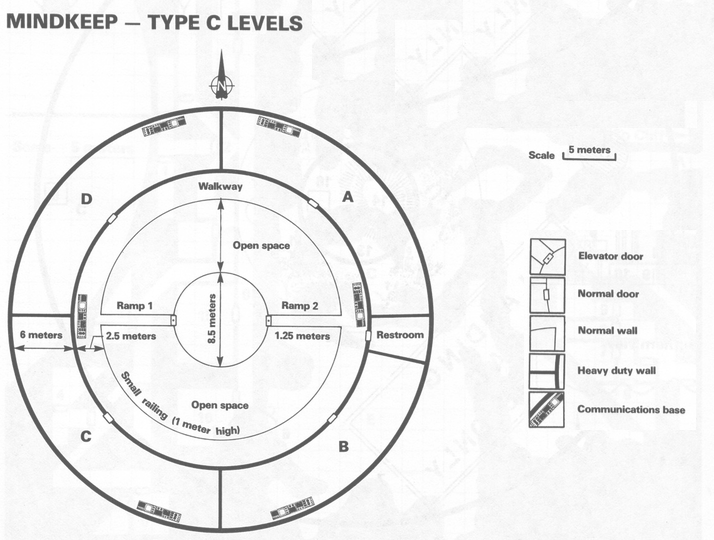 MINDKEEP — TYPE C LEVELS
N
Scale 5 meters
Walkway
D
A
Open space
Elevator door
Normal door
Ramp 1
8.5 meters
Ramp 2
6 meters
2.5 meters
1.25 meters
Restroom
Normal wall
Heavy duty wall
Small railing (1 meter high)
Open space
Communications base
C
B